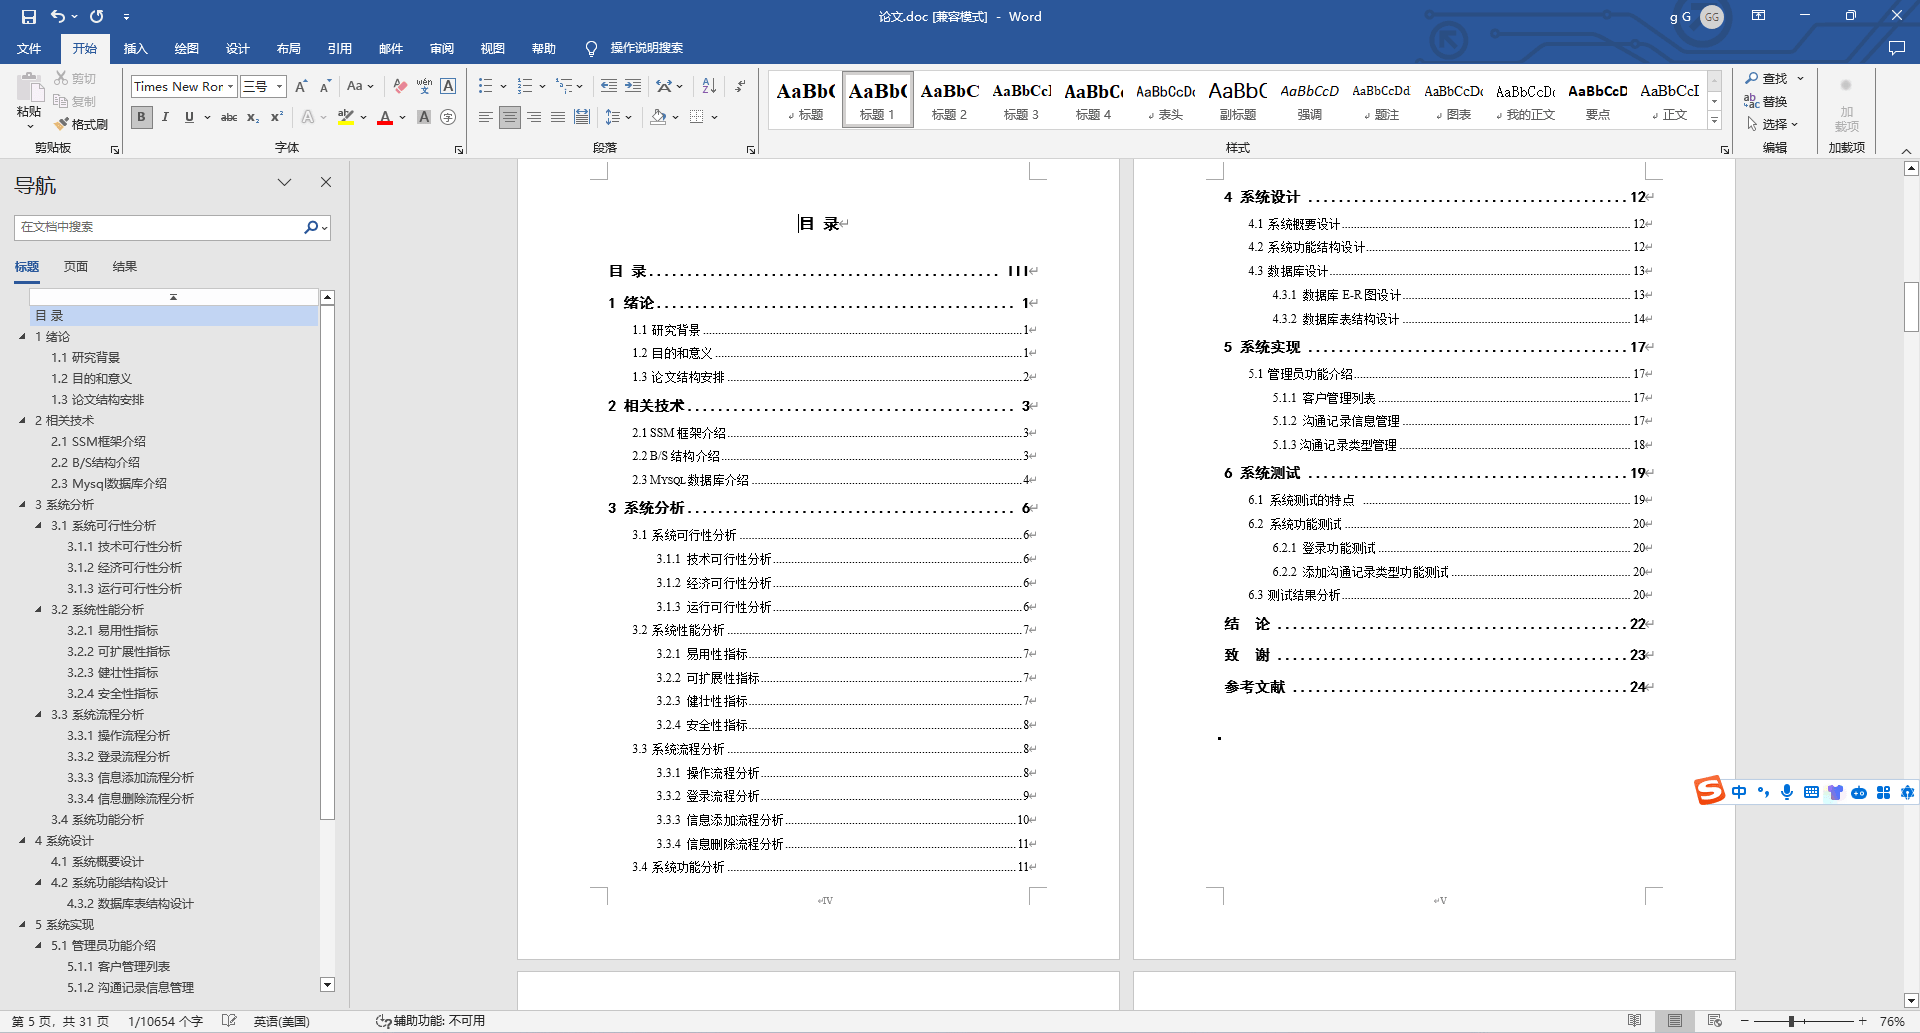 论文.doc [兼容模式] - Word
g G
GG
文件 开始 插入 绘图 设计 布局 引用 邮件 审阅 视图 帮助 操作说明搜索
粘贴
剪切
复制
格式刷
剪贴板
Times New Ror 三号
字体
段落
AaBbC 标题
AaBbC 标题 1
AaBbC 标题 2
AaBbCcI 标题 3
AaBbCc 标题 4
AaBbCcDc 表头
AaBbC 副标题
AaBbCcD 强调
AaBbCcDd 题注
AaBbCcDc 图表
AaBbCcDc 我的正文
AaBbCcD 要点
AaBbCcI 正文
样式
查找
替换
选择
编辑
加载项
加载项
导航
在文档中搜索
标题 页面 结果
目 录
1 绪论
1.1 研究背景
1.2 目的和意义
1.3 论文结构安排
2 相关技术
2.1 SSM框架介绍
2.2 B/S结构介绍
2.3 Mysql数据库介绍
3 系统分析
3.1 系统可行性分析
3.1.1 技术可行性分析
3.1.2 经济可行性分析
3.1.3 运行可行性分析
3.2 系统性能分析
3.2.1 易用性指标
3.2.2 可扩展性指标
3.2.3 健壮性指标
3.2.4 安全性指标
3.3 系统流程分析
3.3.1 操作流程分析
3.3.2 登录流程分析
3.3.3 信息添加流程分析
3.3.4 信息删除流程分析
3.4 系统功能分析
4 系统设计
4.1 系统概要设计
4.2 系统功能结构设计
4.3.2 数据库表结构设计
5 系统实现
5.1 管理员功能介绍
5.1.1 客户管理列表
5.1.2 沟通记录信息管理
目 录
目 录 III
1 绪论 1
1.1 研究背景 1
1.2 目的和意义 1
1.3 论文结构安排 2
2 相关技术 3
2.1 SSM 框架介绍 3
2.2 B/S 结构介绍 3
2.3 MYSQL 数据库介绍 4
3 系统分析 6
3.1 系统可行性分析 6
3.1.1 技术可行性分析 6
3.1.2 经济可行性分析 6
3.1.3 运行可行性分析 6
3.2 系统性能分析 7
3.2.1 易用性指标 7
3.2.2 可扩展性指标 7
3.2.3 健壮性指标 7
3.2.4 安全性指标 8
3.3 系统流程分析 8
3.3.1 操作流程分析 8
3.3.2 登录流程分析 9
3.3.3 信息添加流程分析 10
3.3.4 信息删除流程分析 11
3.4 系统功能分析 11
IV
4 系统设计 12
4.1 系统概要设计 12
4.2 系统功能结构设计 12
4.3 数据库设计 13
4.3.1 数据库 E-R 图设计 13
4.3.2 数据库表结构设计 14
5 系统实现 17
5.1 管理员功能介绍 17
5.1.1 客户管理列表 17
5.1.2 沟通记录信息管理 17
5.1.3 沟通记录类型管理 18
6 系统测试 19
6.1 系统测试的特点 19
6.2 系统功能测试 20
6.2.1 登录功能测试 20
6.2.2 添加沟通记录类型功能测试 20
6.3 测试结果分析 20
结 论 22
致 谢 23
参考文献 24
V
中
第 5 页，共 31 页 1/10654 个字 英语(美国) 辅助功能: 不可用 76%